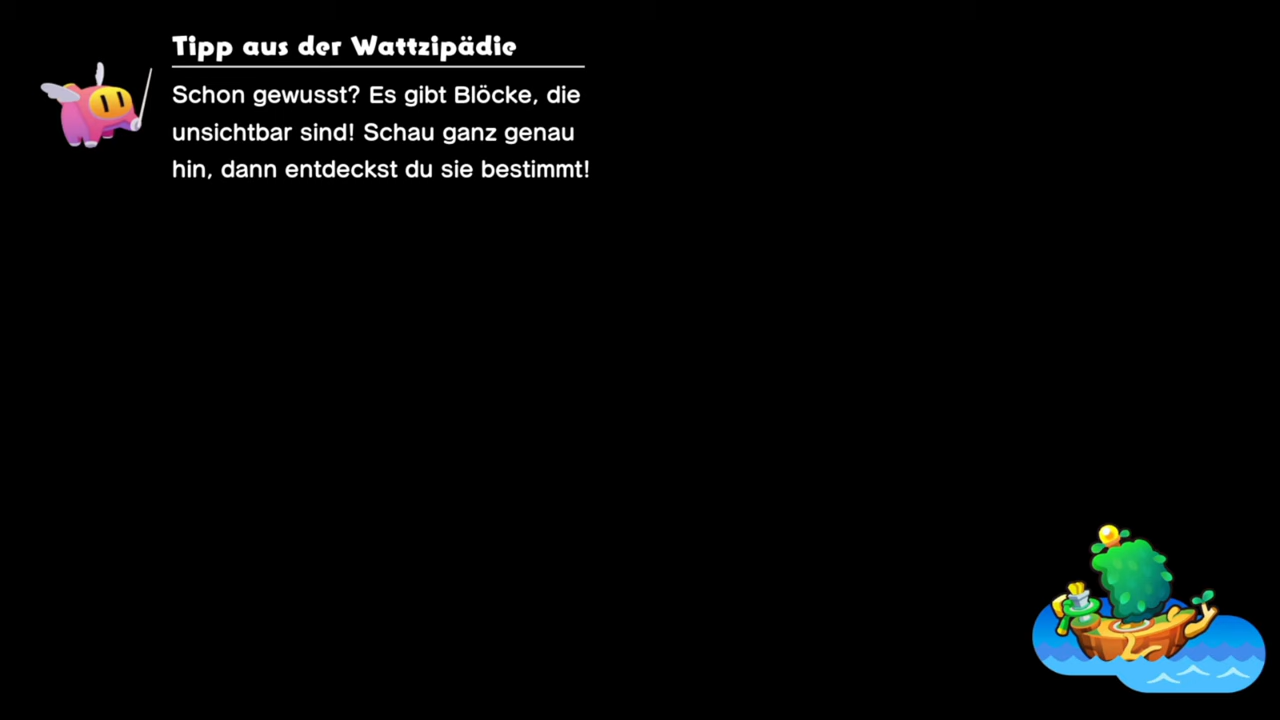 Tipp aus der Wattzipädie
Schon gewusst? Es gibt Blöcke, die
unsichtbar sind! Schau ganz genau
hin, dann entdeckst du sie bestimmt!